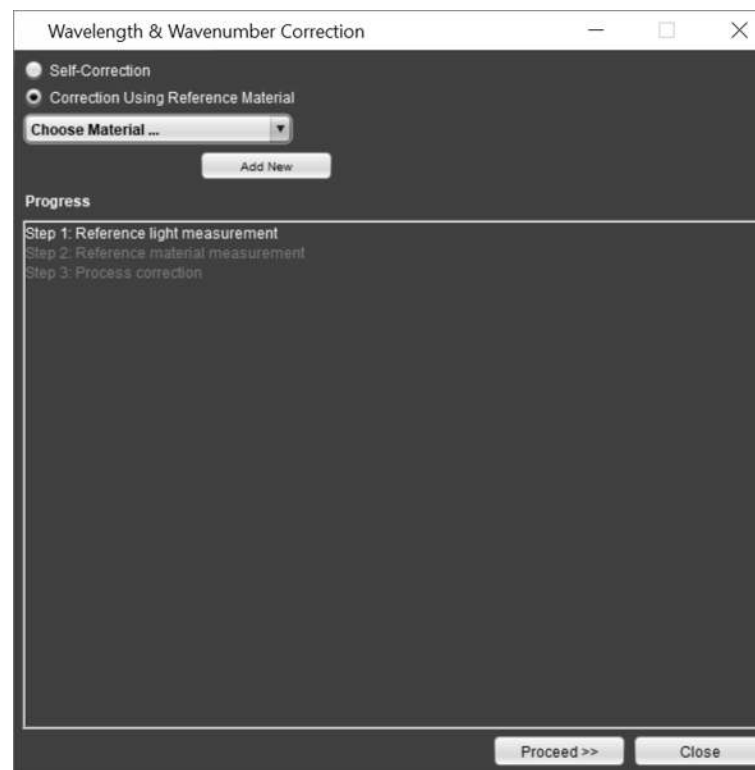 Wavelength & Wavenumber Correction
Self-Correction
Correction Using Reference Material
Choose Material ...
Add New
Progress
Step 1: Reference light measurement
Step 2: Reference material measurement
Step 3: Process correction
Proceed >>
Close